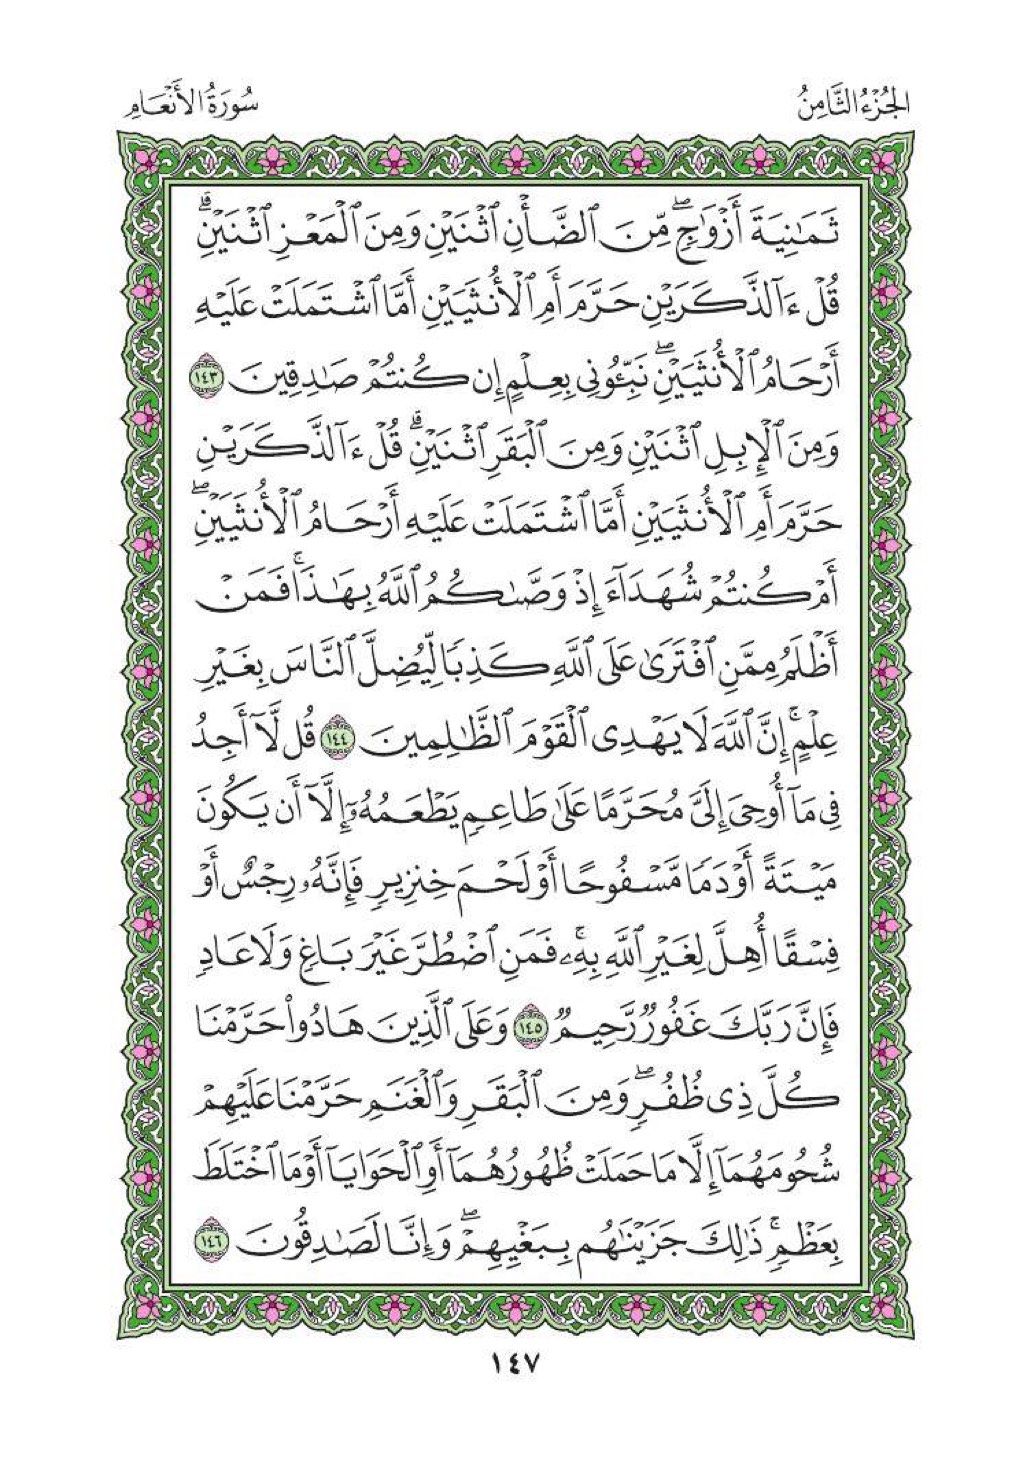 الجُزْءُ الثَّامِنُ
سُورَةُ الأَنْعَامِ
ثَمَٰنِيَةَ أَزْوَٰجٖۖ مِّنَ ٱلضَّأۡنِ ٱثۡنَيۡنِ وَمِنَ ٱلۡمَعۡزِ ٱثۡنَيۡنِۗ
قُلۡ ءَآلذَّكَرَيۡنِ حَرَّمَ أَمِ ٱلۡأُنثَيَيۡنِ أَمَّا ٱشۡتَمَلَتۡ عَلَيۡهِ
أَرۡحَامُ ٱلۡأُنثَيَيۡنِۖ نَبِّـُٔونِي بِعِلۡمٍ إِن كُنتُمۡ صَٰدِقِينَ ١٤٣
وَمِنَ ٱلۡإِبِلِ ٱثۡنَيۡنِ وَمِنَ ٱلۡبَقَرِ ٱثۡنَيۡنِۗ قُلۡ ءَآلذَّكَرَيۡنِ
حَرَّمَ أَمِ ٱلۡأُنثَيَيۡنِ أَمَّا ٱشۡتَمَلَتۡ عَلَيۡهِ أَرۡحَامُ ٱلۡأُنثَيَيۡنِۖ
أَمۡ كُنتُمۡ شُهَدَآءَ إِذۡ وَصَّىٰكُمُ ٱللَّهُ بِهَٰذَاۚ فَمَنۡ
أَظۡلَمُ مِمَّنِ ٱفۡتَرَىٰ عَلَى ٱللَّهِ كَذِبٗا لِّيُضِلَّ ٱلنَّاسَ بِغَيۡرِ
عِلۡمٍۚ إِنَّ ٱللَّهَ لَا يَهۡدِي ٱلۡقَوۡمَ ٱلظَّٰلِمِينَ ١٤٤ قُل لَّآ أَجِدُ
فِي مَآ أُوحِيَ إِلَيَّ مُحَرَّمًا عَلَىٰ طَاعِمٖ يَطۡعَمُهُۥٓ إِلَّآ أَن يَكُونَ
مَيۡتَةً أَوۡ دَمٗا مَّسۡفُوحًا أَوۡ لَحۡمَ خِنزِيرٖ فَإِنَّهُۥ رِجۡسٌ أَوۡ
فِسۡقًا أُهِلَّ لِغَيۡرِ ٱللَّهِ بِهِۦۚ فَمَنِ ٱضۡطُرَّ غَيۡرَ بَاغٖ وَلَا عَادٖ
فَإِنَّ رَبَّكَ غَفُورٞ رَّحِيمٞ ١٤٥ وَعَلَى ٱلَّذِينَ هَادُواْ حَرَّمۡنَا
كُلَّ ذِي ظُفُرٖۖ وَمِنَ ٱلۡبَقَرِ وَٱلۡغَنَمِ حَرَّمۡنَا عَلَيۡهِمۡ
شُحُومَهُمَآ إِلَّا مَا حَمَلَتۡ ظُهُورُهُمَآ أَوِ ٱلۡحَوَايَآ أَوۡ مَا ٱخۡتَلَطَ
بِعَظۡمٖۚ ذَٰلِكَ جَزَيۡنَٰهُم بِبَغۡيِهِمۡۖ وَإِنَّا لَصَٰدِقُونَ ١٤٦
١٤٧